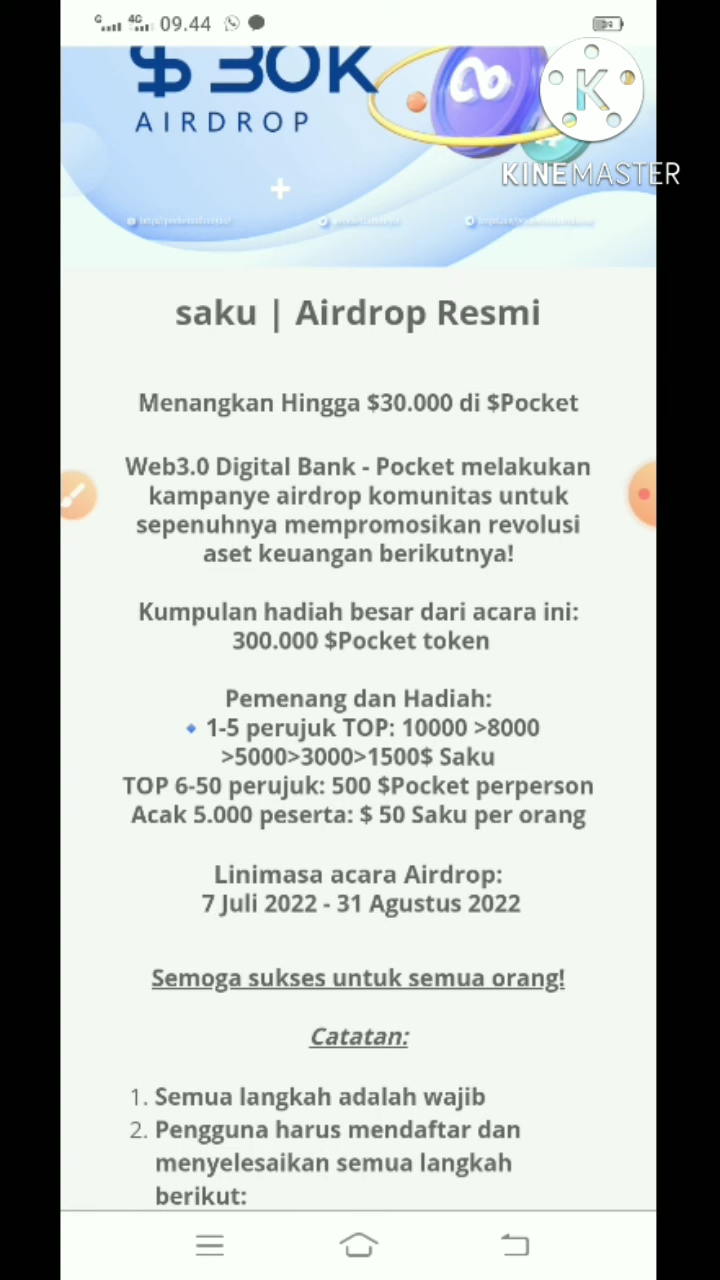 G 4G 09.44
$ 30K
AIRDROP
K
KINEMASTER
saku | Airdrop Resmi
Menangkan Hingga $30.000 di $Pocket
Web3.0 Digital Bank - Pocket melakukan
kampanye airdrop komunitas untuk
sepenuhnya mempromosikan revolusi
aset keuangan berikutnya!
Kumpulan hadiah besar dari acara ini:
300.000 $Pocket token
Pemenang dan Hadiah:
🔹 1-5 perujuk TOP: 10000 >8000
>5000>3000>1500$ Saku
TOP 6-50 perujuk: 500 $Pocket perperson
Acak 5.000 peserta: $ 50 Saku per orang
Linimasa acara Airdrop:
7 Juli 2022 - 31 Agustus 2022
Semoga sukses untuk semua orang!
Catatan:
1. Semua langkah adalah wajib
2. Pengguna harus mendaftar dan
menyelesaikan semua langkah
berikut: